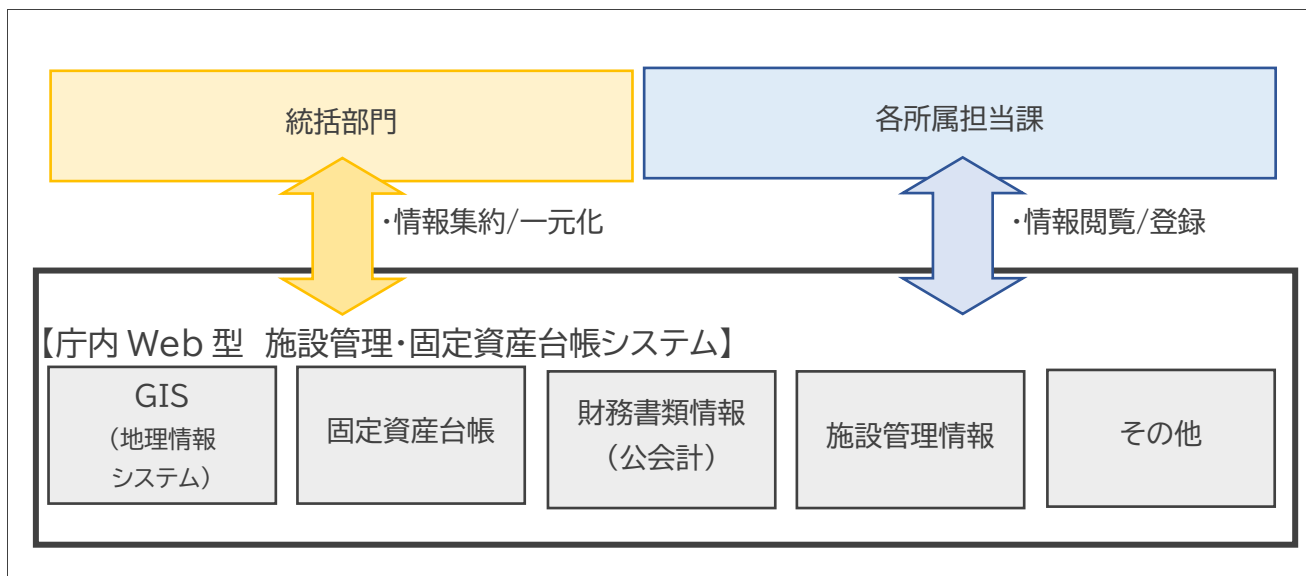 統括部門
各所属担当課
・情報集約/一元化
・情報閲覧/登録
【庁内 Web 型　施設管理・固定資産台帳システム】
GIS
（地理情報
システム）
固定資産台帳
財務書類情報
（公会計）
施設管理情報
その他